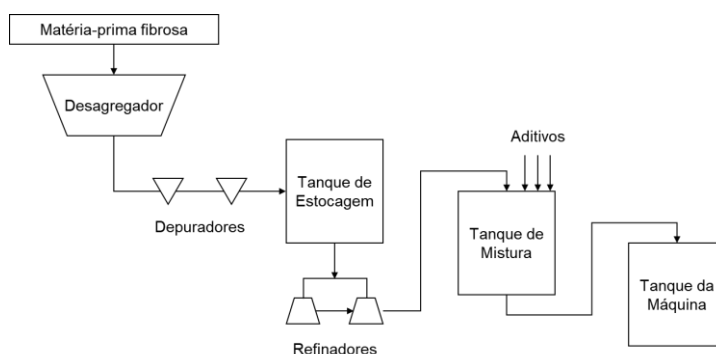 Matéria-prima fibrosa
Desagregador
Depuradores
Tanque de
Estocagem
Refinadores
Aditivos
Tanque de
Mistura
Tanque da
Máquina